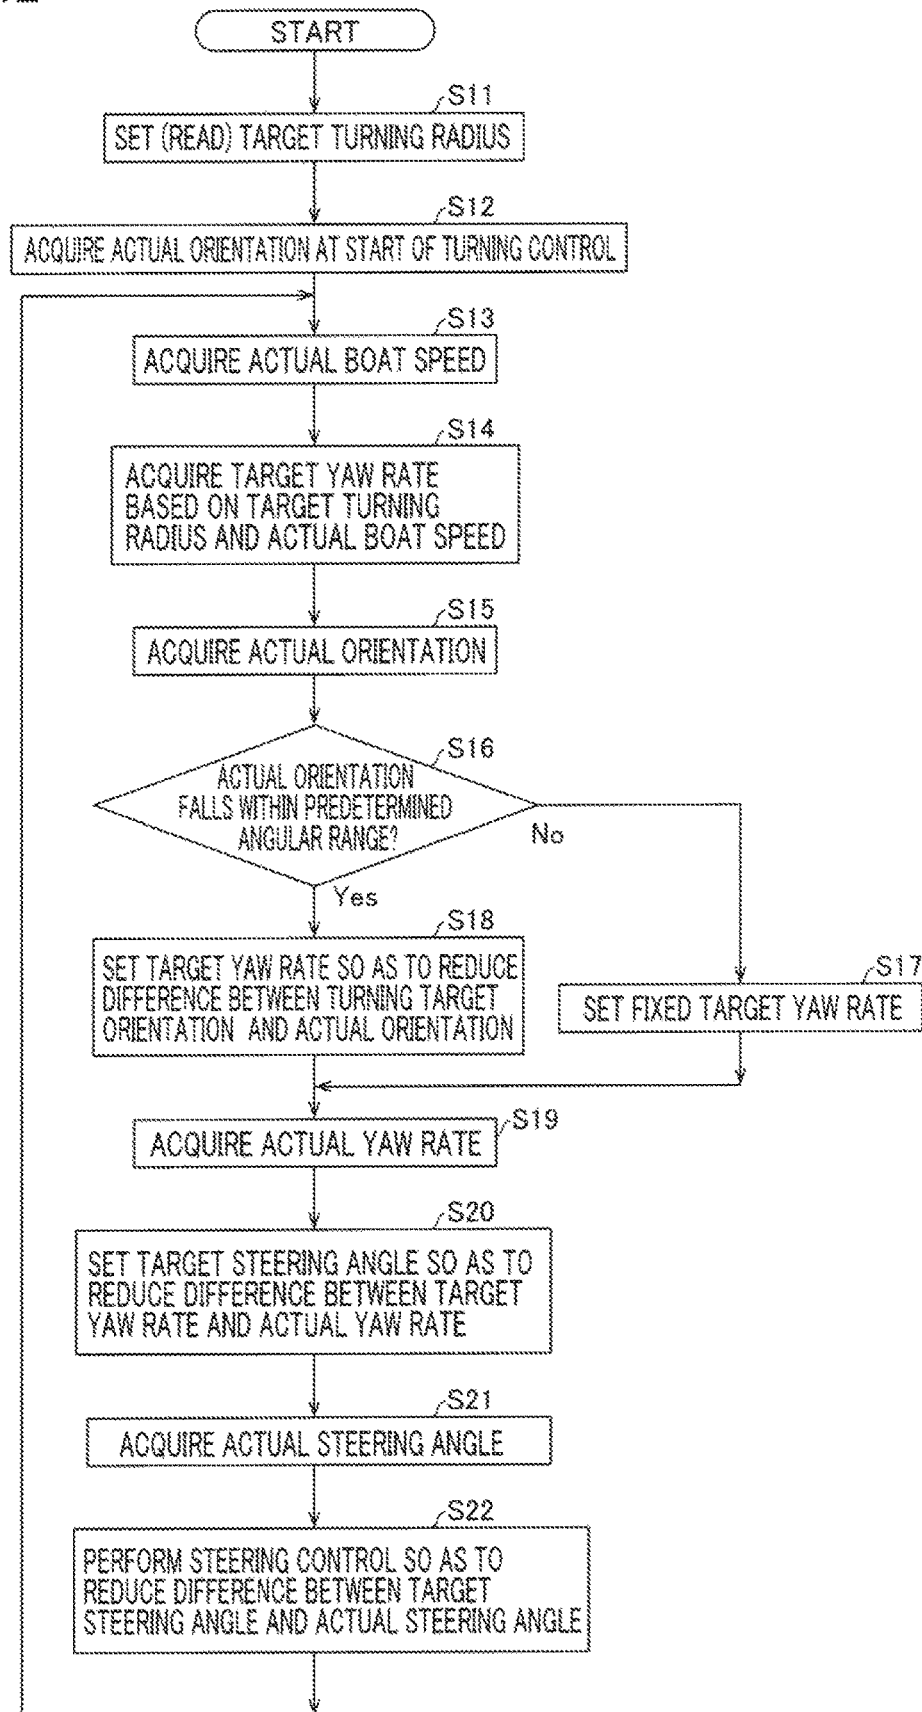 START
S11
SET (READ) TARGET TURNING RADIUS
S12
ACQUIRE ACTUAL ORIENTATION AT START OF TURNING CONTROL
S13
ACQUIRE ACTUAL BOAT SPEED
S14
ACQUIRE TARGET YAW RATE
BASED ON TARGET TURNING
RADIUS AND ACTUAL BOAT SPEED
S15
ACQUIRE ACTUAL ORIENTATION
S16
ACTUAL ORIENTATION
FALLS WITHIN PREDETERMINED
ANGULAR RANGE?
No
Yes
S18
SET TARGET YAW RATE SO AS TO REDUCE
DIFFERENCE BETWEEN TURNING TARGET
ORIENTATION AND ACTUAL ORIENTATION
S17
SET FIXED TARGET YAW RATE
S19
ACQUIRE ACTUAL YAW RATE
S20
SET TARGET STEERING ANGLE SO AS TO
REDUCE DIFFERENCE BETWEEN TARGET
YAW RATE AND ACTUAL YAW RATE
S21
ACQUIRE ACTUAL STEERING ANGLE
S22
PERFORM STEERING CONTROL SO AS TO
REDUCE DIFFERENCE BETWEEN TARGET
STEERING ANGLE AND ACTUAL STEERING ANGLE